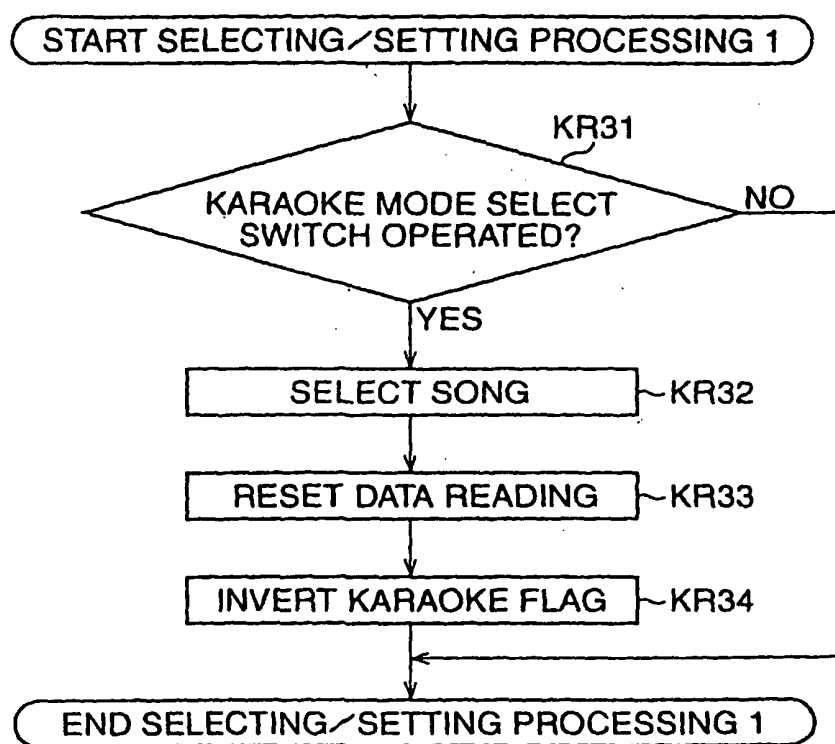 START SELECTING/SETTING PROCESSING 1
KR31
KARAOKE MODE SELECT
SWITCH OPERATED?
NO
YES
SELECT SONG
KR32
RESET DATA READING
KR33
INVERT KARAOKE FLAG
KR34
END SELECTING/SETTING PROCESSING 1